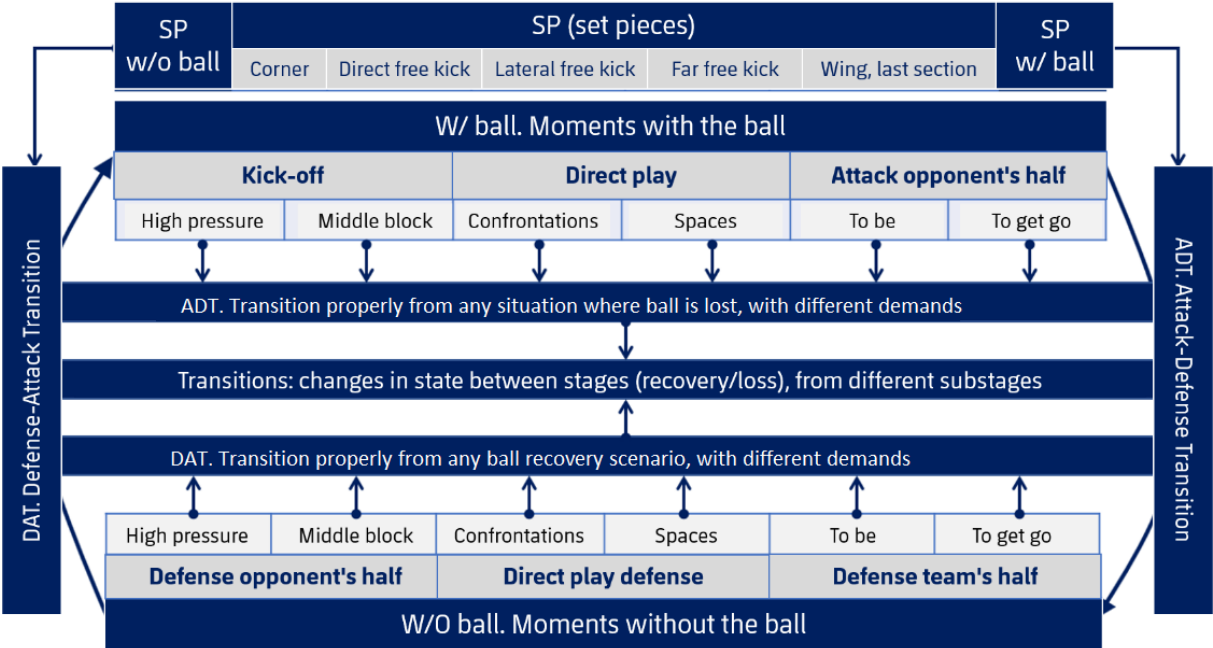 SP
w/o ball
SP (set pieces)
SP
w/ ball
Corner
Direct free kick
Lateral free kick
Far free kick
Wing, last section
W/ ball. Moments with the ball
Kick-off
Direct play
Attack opponent's half
High pressure
Middle block
Confrontations
Spaces
To be
To get go
ADT. Transition properly from any situation where ball is lost, with different demands
Transitions: changes in state between stages (recovery/loss), from different substages
DAT. Transition properly from any ball recovery scenario, with different demands
High pressure
Middle block
Confrontations
Spaces
To be
To get go
Defense opponent's half
Direct play defense
Defense team's half
W/O ball. Moments without the ball
DAT. Defense-Attack Transition
ADT. Attack-Defense Transition